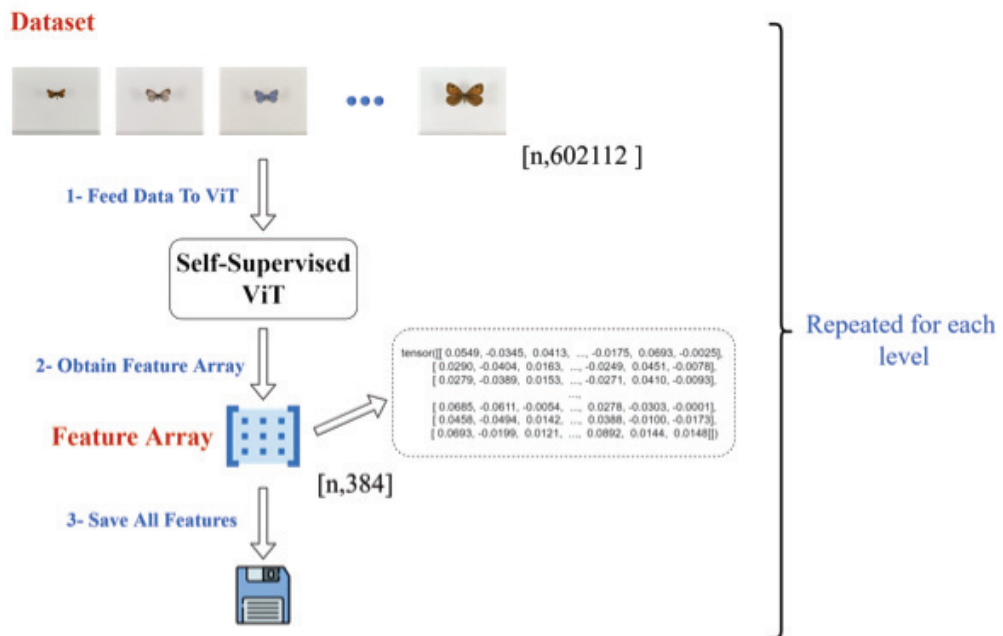 Dataset
[n,602112 ]
1- Feed Data To ViT
Self-Supervised
ViT
2- Obtain Feature Array
tensor([[ 0.0549, -0.0345, 0.0413, ..., -0.0175, 0.0693, -0.0025],
[ 0.0290, -0.0404, 0.0163, ..., -0.0249, 0.0451, -0.0078],
[ 0.0279, -0.0389, 0.0153, ..., -0.0271, 0.0410, -0.0093],
...,
[ 0.0685, -0.0611, -0.0054, ..., 0.0278, -0.0303, -0.0001],
[ 0.0458, -0.0494, 0.0142, ..., 0.0388, -0.0100, -0.0173],
[ 0.0693, -0.0199, 0.0121, ..., 0.0892, 0.0144, 0.0148]])
Feature Array
[n,384]
3- Save All Features
Repeated for each
level